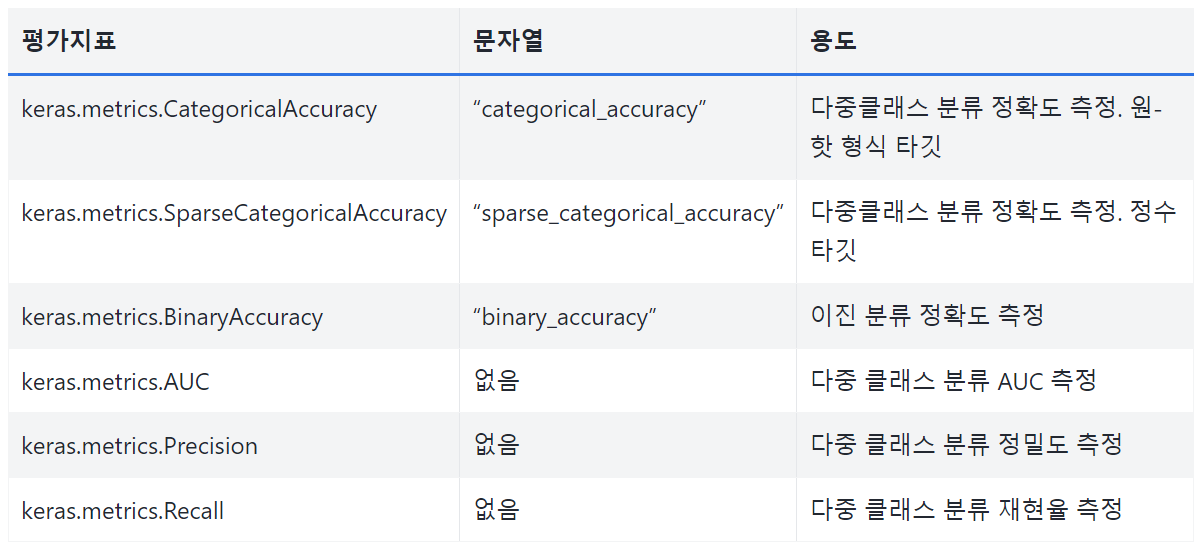 평가지표 문자열 용도
keras.metrics.CategoricalAccuracy “categorical_accuracy” 다중클래스 분류 정확도 측정. 원-
핫 형식 타깃
keras.metrics.SparseCategoricalAccuracy “sparse_categorical_accuracy” 다중클래스 분류 정확도 측정. 정수
타깃
keras.metrics.BinaryAccuracy “binary_accuracy” 이진 분류 정확도 측정
keras.metrics.AUC 없음 다중 클래스 분류 AUC 측정
keras.metrics.Precision 없음 다중 클래스 분류 정밀도 측정
keras.metrics.Recall 없음 다중 클래스 분류 재현율 측정